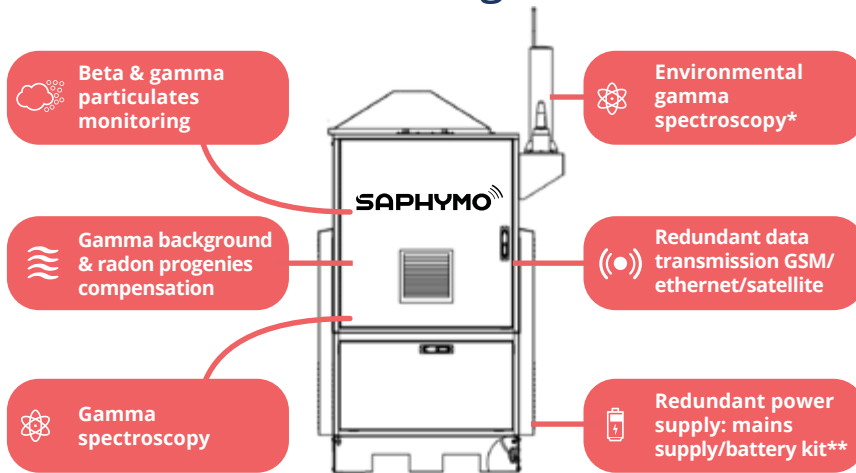 Beta & gamma
particulates
monitoring
Environmental
gamma
spectroscopy*
SAPHYMO
Gamma background
& radon progenies
compensation
Redundant data
transmission GSM/
ethernet/satellite
Gamma
spectroscopy
Redundant power
supply: mains
supply/battery kit**